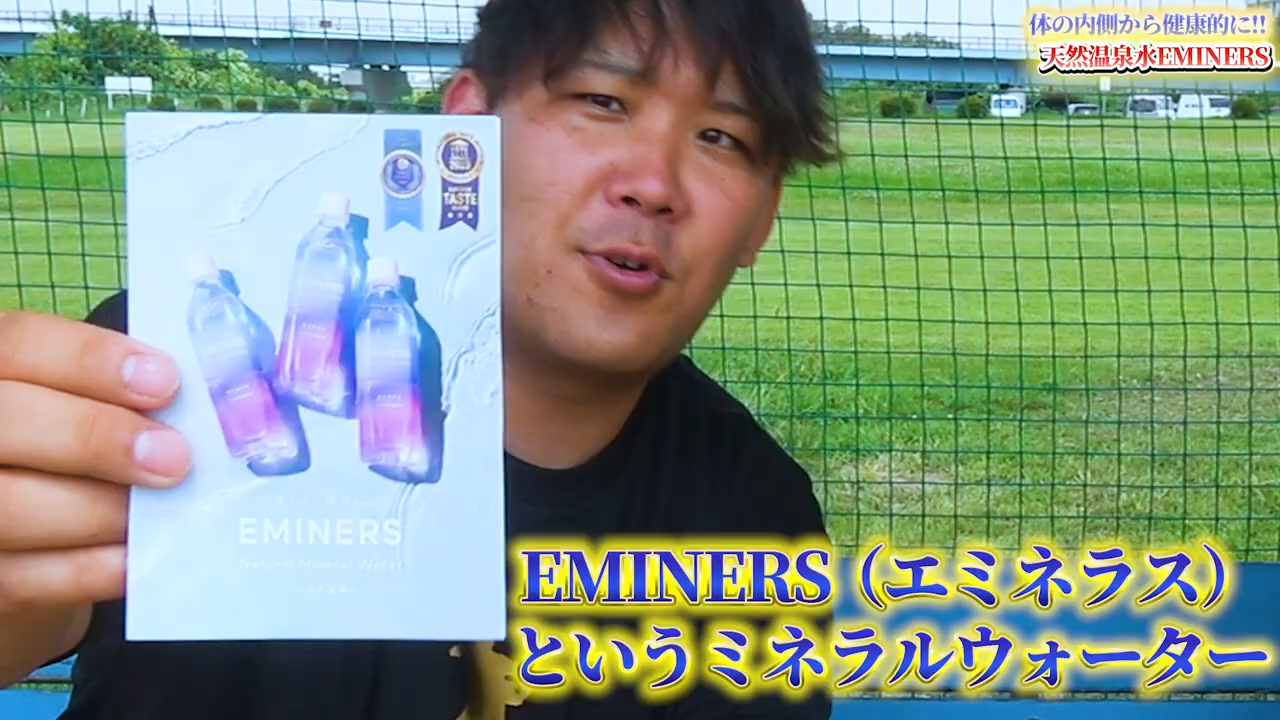 体の内側から健康的に!!
天然温泉水EMINERS
TASTE
EMINERS
Natural Mineral Water
EMINERS（エミネラス）
というミネラルウォーター